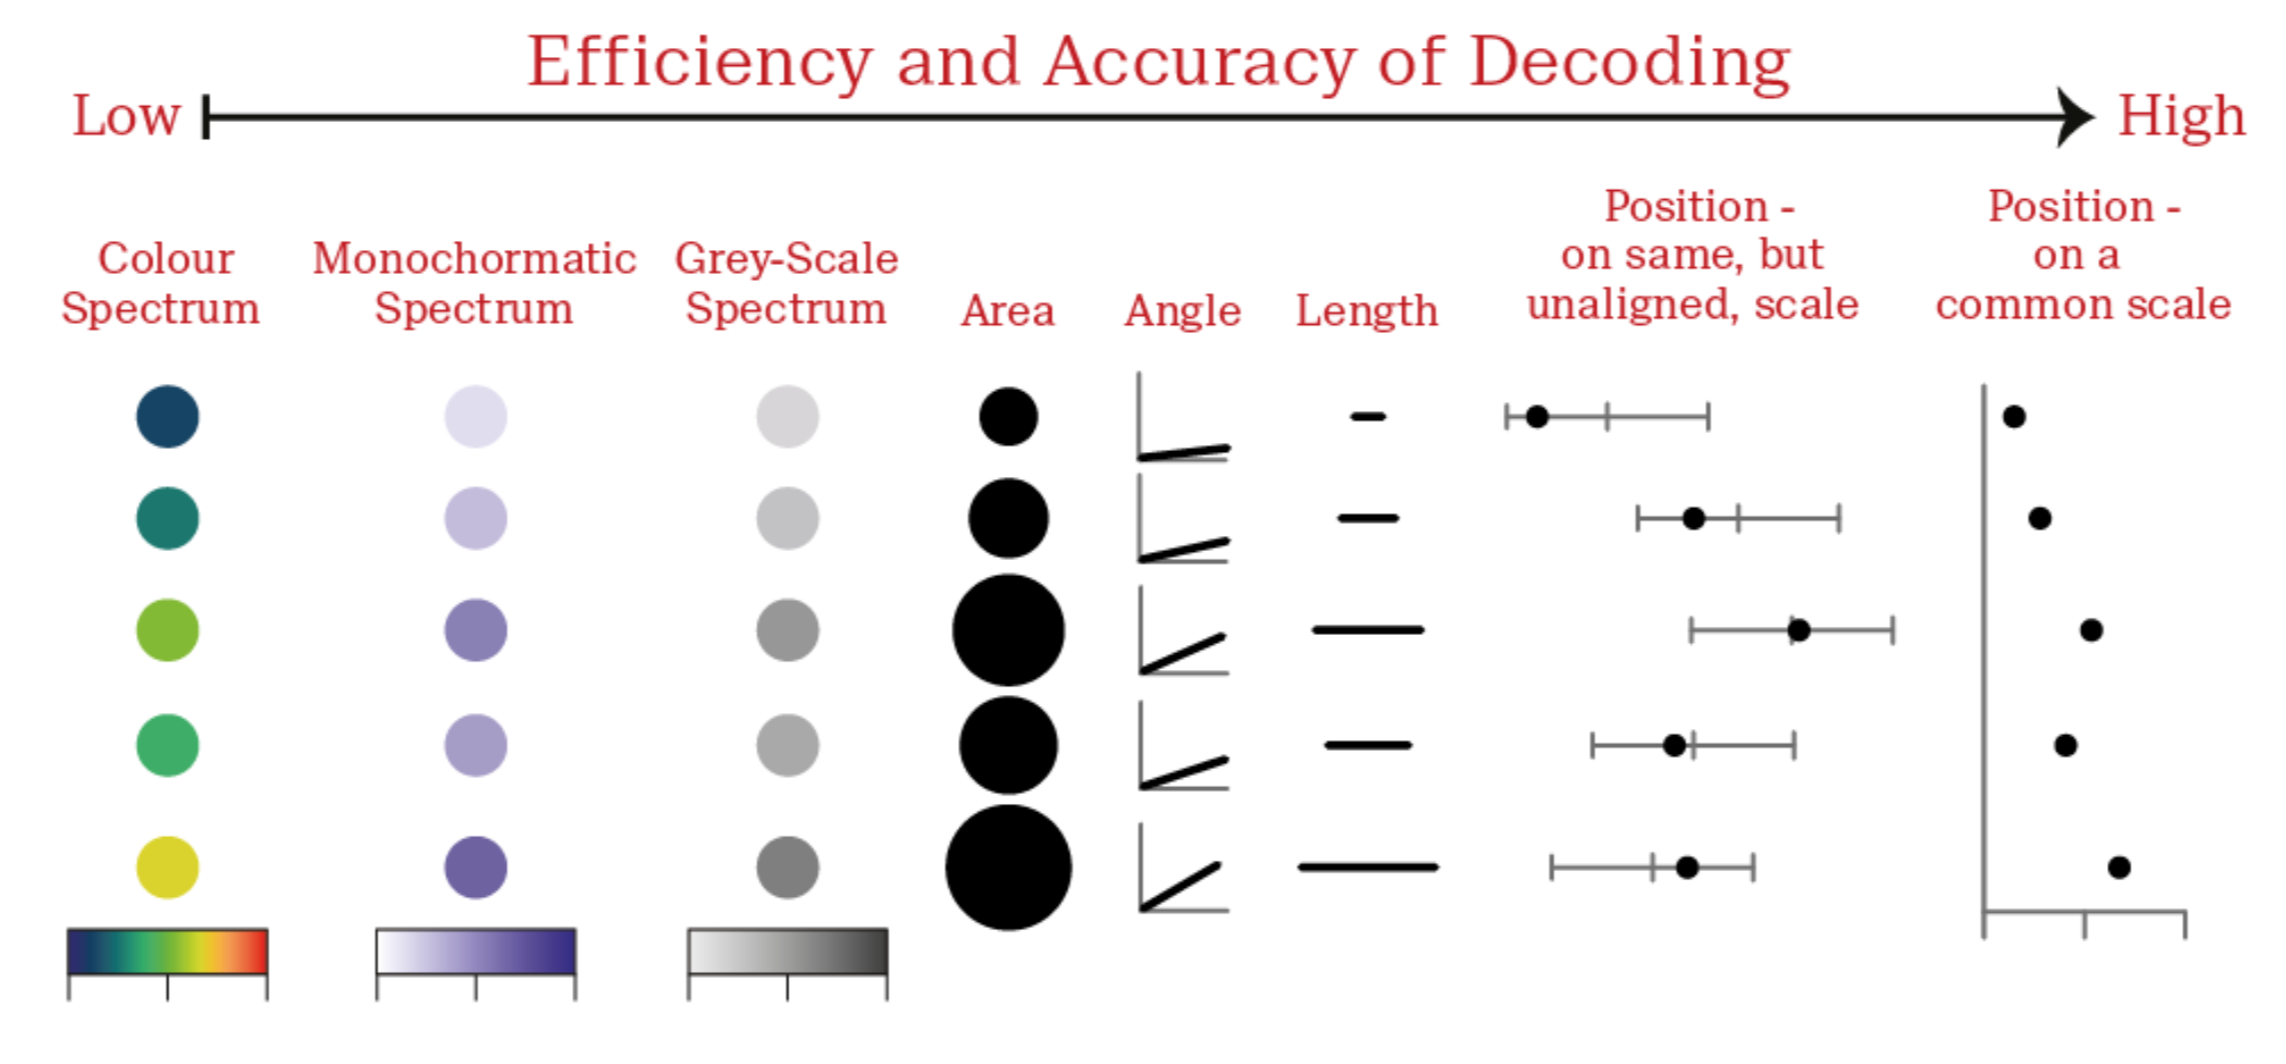 Efficiency and Accuracy of Decoding
Low
High
Colour
Spectrum
Monochormatic
Spectrum
Grey-Scale
Spectrum
Area
Angle
Length
Position -
on same, but
unaligned, scale
Position -
on a
common scale